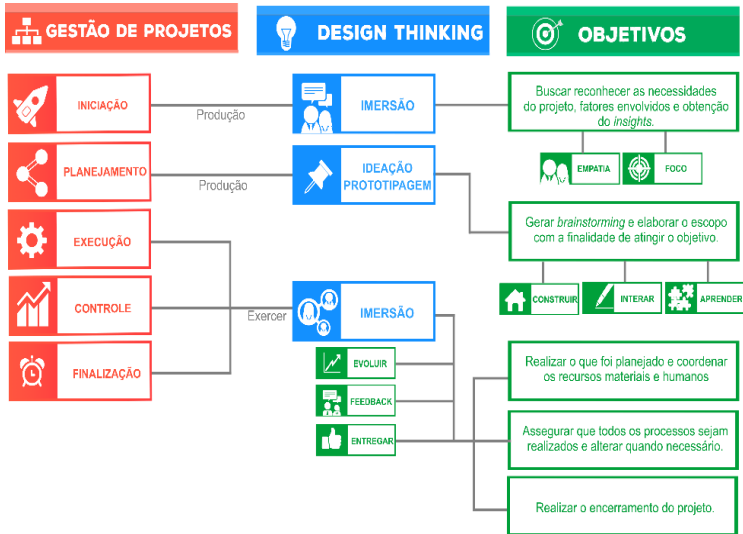 GESTÃO DE PROJETOS
DESIGN THINKING
OBJETIVOS
INICIAÇÃO
Produção
IMERSÃO
Buscar reconhecer as necessidades
do projeto, fatores envolvidos e obtenção
do insights.
EMPATIA
FOCO
PLANEJAMENTO
Produção
IDEAÇÃO
PROTOTIPAGEM
Gerar brainstorming e elaborar o escopo
com a finalidade de atingir o objetivo.
CONSTRUIR
INTERAR
APRENDER
EXECUÇÃO
CONTROLE
FINALIZAÇÃO
Exercer
IMERSÃO
EVOLUIR
FEEDBACK
ENTREGAR
Realizar o que foi planejado e coordenar
os recursos materiais e humanos
Assegurar que todos os processos sejam
realizados e alterar quando necessário.
Realizar o encerramento do projeto.